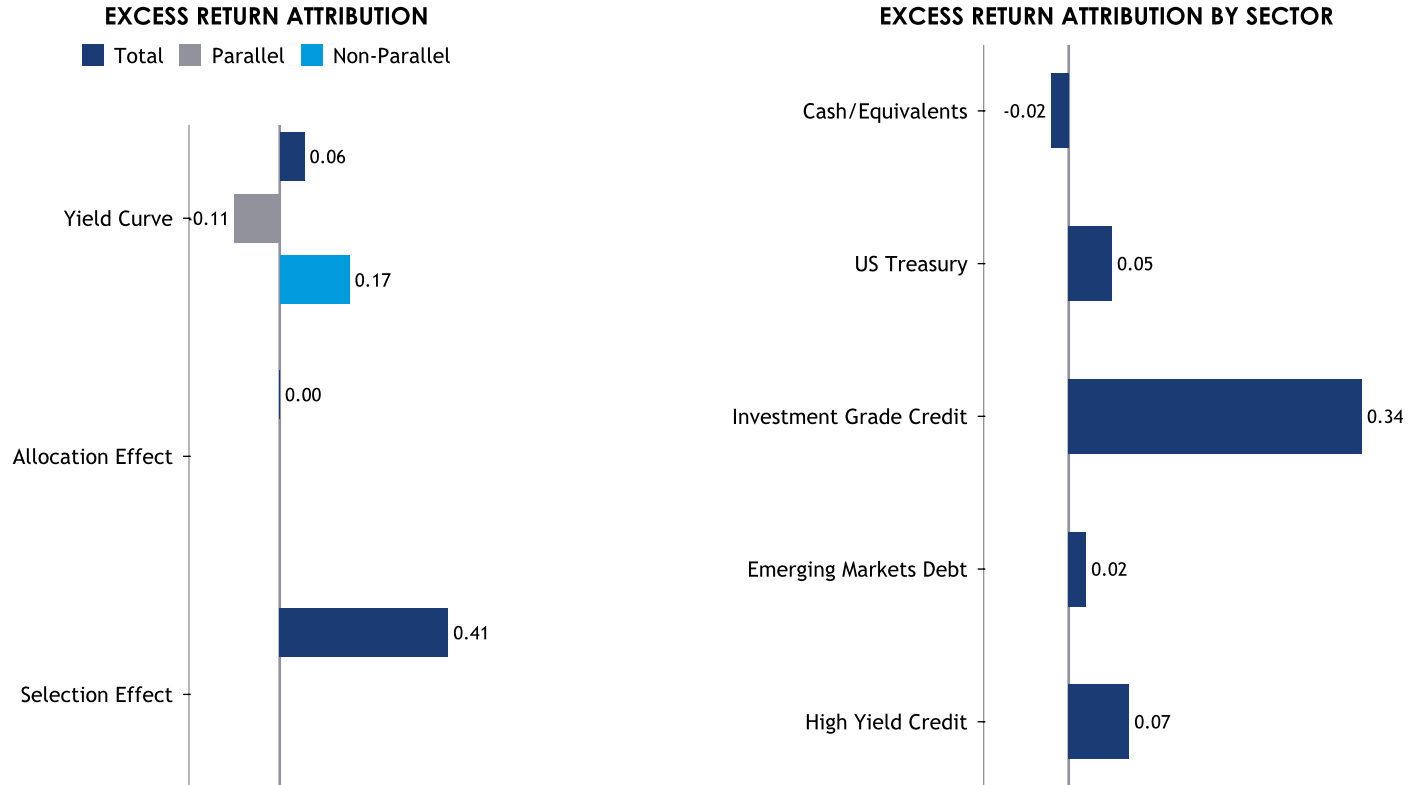 EXCESS RETURN ATTRIBUTION
Total Parallel Non-Parallel
0.06
Yield Curve -0.11
0.17
0.00
Allocation Effect
0.41
Selection Effect
EXCESS RETURN ATTRIBUTION BY SECTOR
Cash/Equivalents -0.02
US Treasury 0.05
Investment Grade Credit 0.34
Emerging Markets Debt 0.02
High Yield Credit 0.07